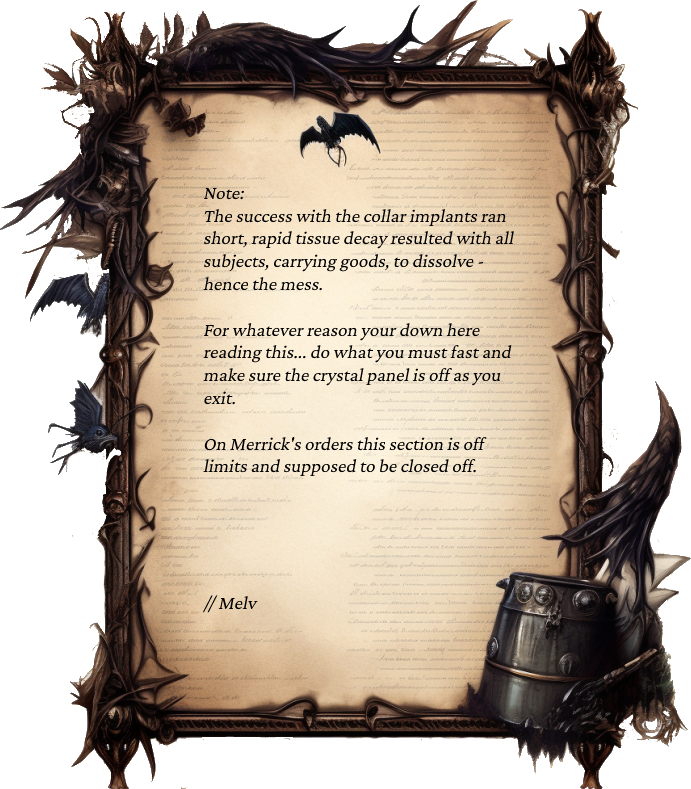 Note:
The success with the collar implants ran
short, rapid tissue decay resulted with all
subjects, carrying goods, to dissolve -
hence the mess.
For whatever reason your down here
reading this... do what you must fast and
make sure the crystal panel is off as you
exit.
On Merrick's orders this section is off
limits and supposed to be closed off.
// Melv